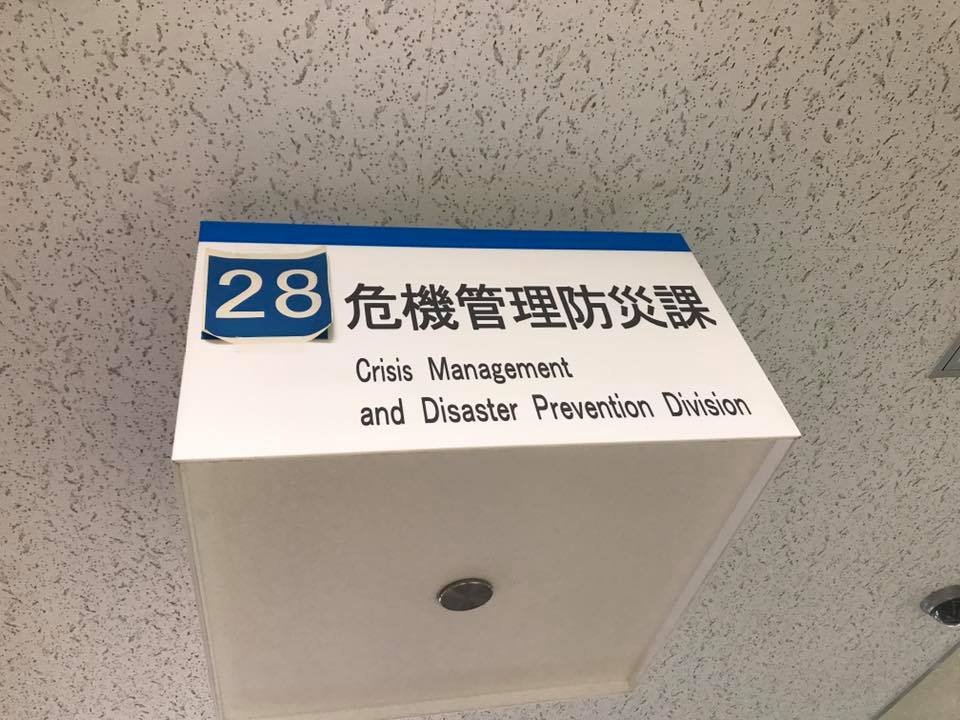 28 危機管理防災課
Crisis Management
and Disaster Prevention Division